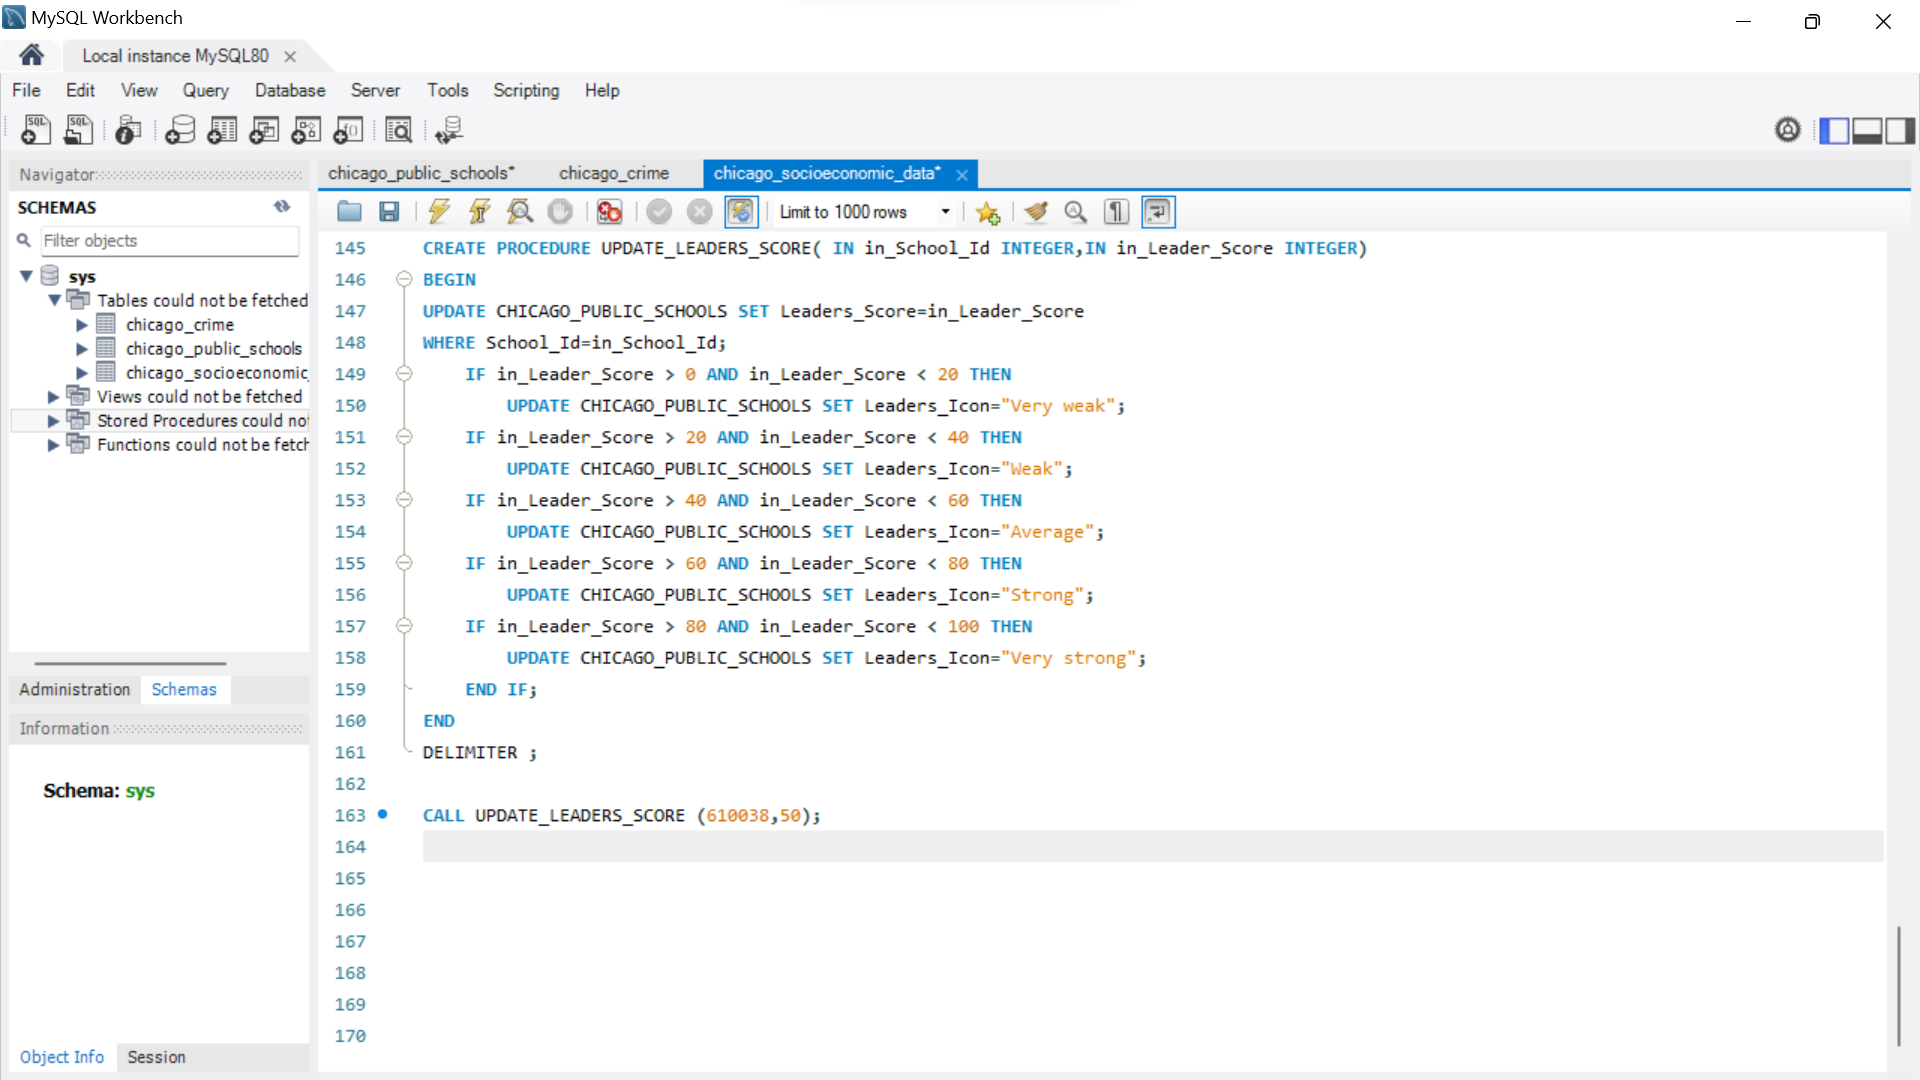 MySQL Workbench
Local instance MySQL80
File Edit View Query Database Server Tools Scripting Help
Navigator
SCHEMAS
Filter objects
sys
Tables could not be fetched
chicago_crime
chicago_public_schools
chicago_socioeconomic_
Views could not be fetched
Stored Procedures could not
Functions could not be fetch
Administration Schemas
Information
Schema: sys
Object Info Session
chicago_public_schools* chicago_crime chicago_socioeconomic_data*
Limit to 1000 rows
145 CREATE PROCEDURE UPDATE_LEADERS_SCORE( IN in_School_Id INTEGER,IN in_Leader_Score INTEGER)
146 BEGIN
147 UPDATE CHICAGO_PUBLIC_SCHOOLS SET Leaders_Score=in_Leader_Score
148 WHERE School_Id=in_School_Id;
149 IF in_Leader_Score > 0 AND in_Leader_Score < 20 THEN
150 UPDATE CHICAGO_PUBLIC_SCHOOLS SET Leaders_Icon="Very weak";
151 IF in_Leader_Score > 20 AND in_Leader_Score < 40 THEN
152 UPDATE CHICAGO_PUBLIC_SCHOOLS SET Leaders_Icon="Weak";
153 IF in_Leader_Score > 40 AND in_Leader_Score < 60 THEN
154 UPDATE CHICAGO_PUBLIC_SCHOOLS SET Leaders_Icon="Average";
155 IF in_Leader_Score > 60 AND in_Leader_Score < 80 THEN
156 UPDATE CHICAGO_PUBLIC_SCHOOLS SET Leaders_Icon="Strong";
157 IF in_Leader_Score > 80 AND in_Leader_Score < 100 THEN
158 UPDATE CHICAGO_PUBLIC_SCHOOLS SET Leaders_Icon="Very strong";
159 END IF;
160 END
161 DELIMITER ;
162
163 CALL UPDATE_LEADERS_SCORE (610038,50);
164
165
166
167
168
169
170